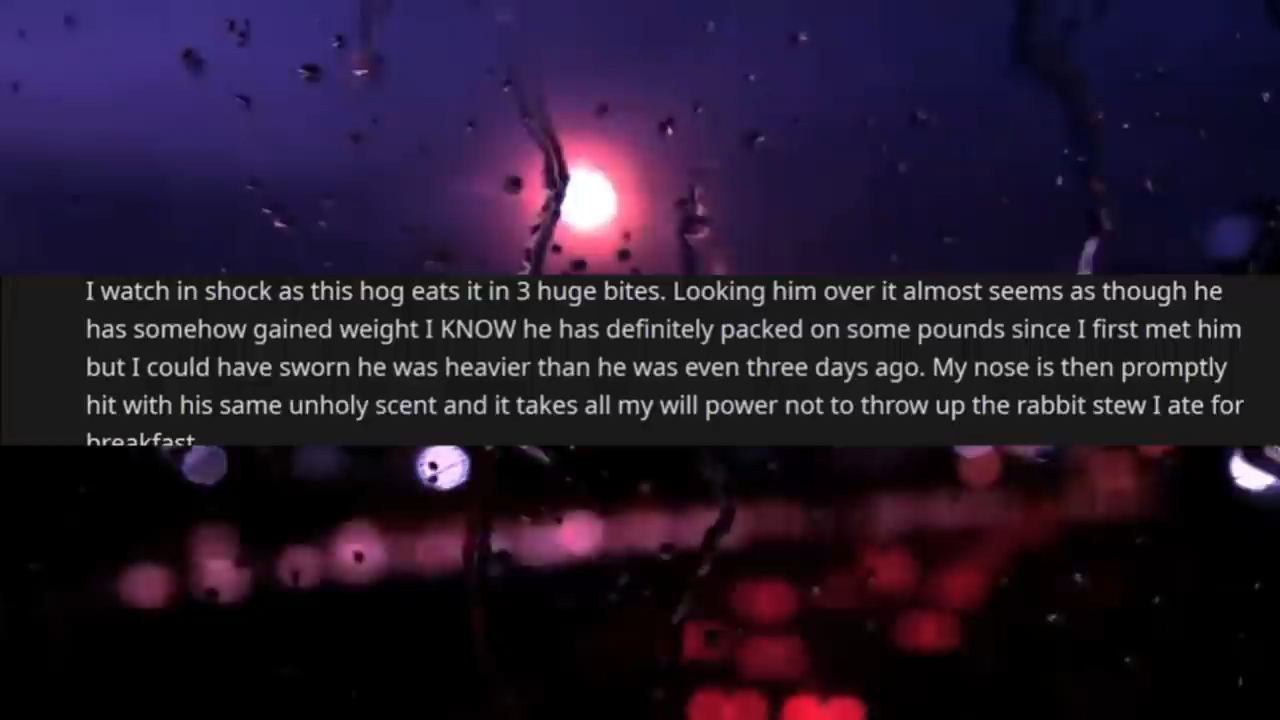 I watch in shock as this hog eats it in 3 huge bites. Looking him over it almost seems as though he
has somehow gained weight I KNOW he has definitely packed on some pounds since I first met him
but I could have sworn he was heavier than he was even three days ago. My nose is then promptly
hit with his same unholy scent and it takes all my will power not to throw up the rabbit stew I ate for
breakfast